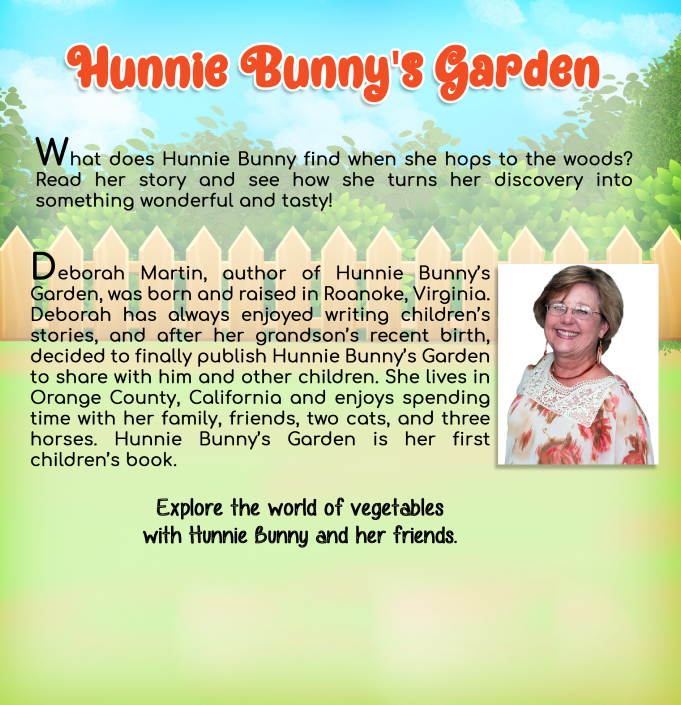 Hunnie Bunny's Garden
What does Hunnie Bunny find when she hops to the woods?
Read her story and see how she turns her discovery into
something wonderful and tasty!
Deborah Martin, author of Hunnie Bunny's
Garden, was born and raised in Roanoke, Virginia.
Deborah has always enjoyed writing children's
stories, and after her grandson's recent birth,
decided to finally publish Hunnie Bunny's Garden
to share with him and other children. She lives in
Orange County, California and enjoys spending
time with her family, friends, two cats, and three
horses. Hunnie Bunny's Garden is her first
children's book.
Explore the world of vegetables
with Hunnie Bunny and her friends.